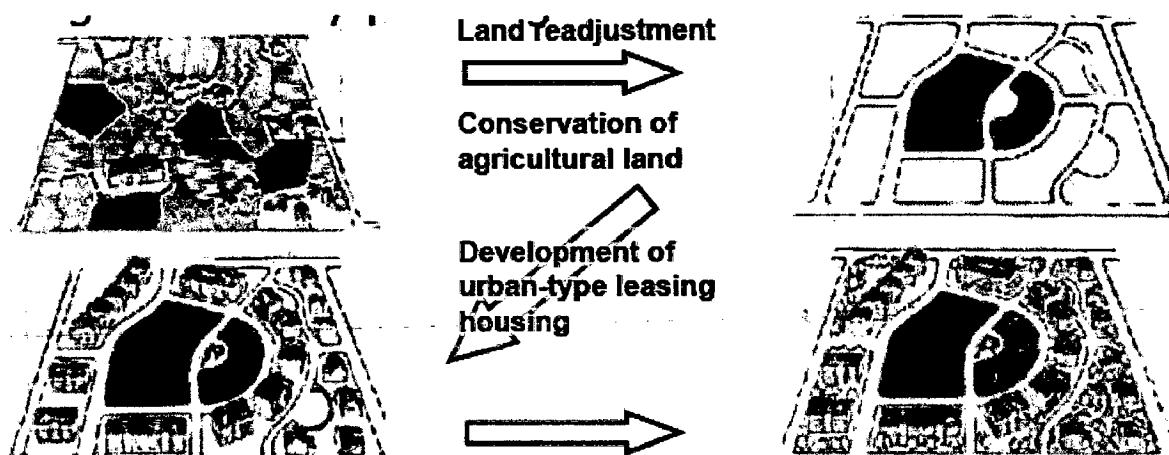 Land readjustment
Conservation of
agricultural land
Development of
urban-type leasing
housing